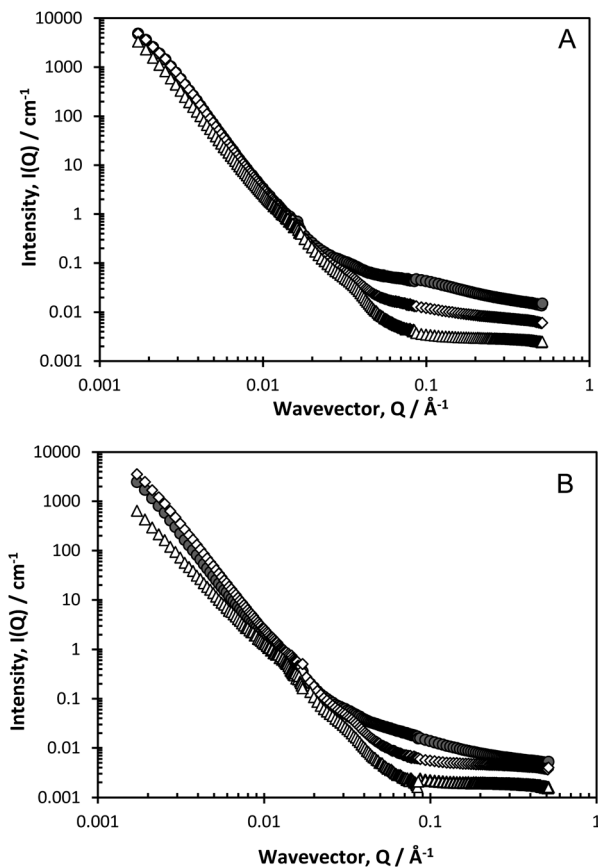 A
10000
1000
100
10
1
0.1
0.01
0.001
Intensity, I(Q) / cm⁻¹
0.001 0.01 0.1 1
Wavevector, Q / Å⁻¹
B
10000
1000
100
10
1
0.1
0.01
0.001
Intensity, I(Q) / cm⁻¹
0.001 0.01 0.1 1
Wavevector, Q / Å⁻¹